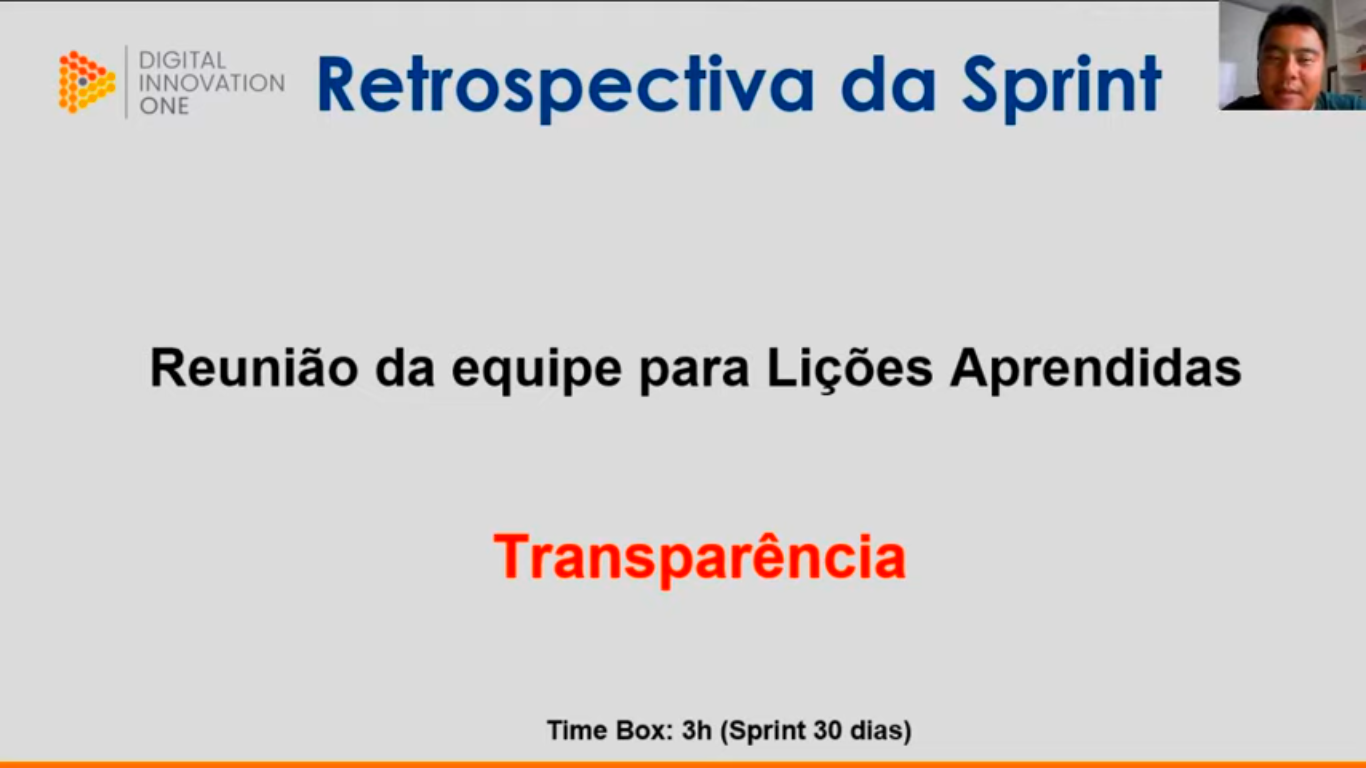 DIGITAL
INNOVATION
ONE
Retrospectiva da Sprint
Reunião da equipe para Lições Aprendidas
Transparência
Time Box: 3h (Sprint 30 dias)